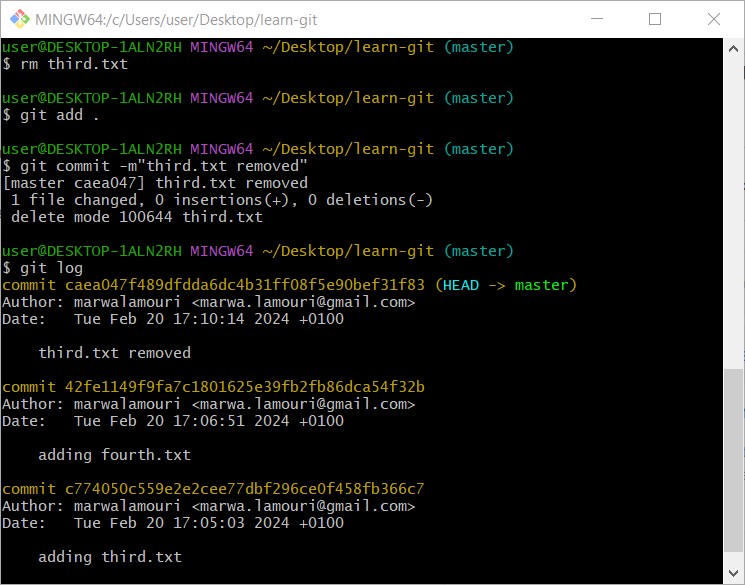 MINGW64:/c/Users/user/Desktop/learn-git
user@DESKTOP-1ALN2RH MINGW64 ~/Desktop/learn-git (master)
$ rm third.txt
user@DESKTOP-1ALN2RH MINGW64 ~/Desktop/learn-git (master)
$ git add .
user@DESKTOP-1ALN2RH MINGW64 ~/Desktop/learn-git (master)
$ git commit -m"third.txt removed"
[master caea047] third.txt removed
 1 file changed, 0 insertions(+), 0 deletions(-)
 delete mode 100644 third.txt
user@DESKTOP-1ALN2RH MINGW64 ~/Desktop/learn-git (master)
$ git log
commit caea047f489dfdda6dc4b31ff08f5e90bef31f83 (HEAD -> master)
Author: marwalamouri <marwa.lamouri@gmail.com>
Date:   Tue Feb 20 17:10:14 2024 +0100
    third.txt removed
commit 42fe1149f9fa7c1801625e39fb2fb86dca54f32b
Author: marwalamouri <marwa.lamouri@gmail.com>
Date:   Tue Feb 20 17:06:51 2024 +0100
    adding fourth.txt
commit c774050c559e2e2cee77dbf296ce0f458fb366c7
Author: marwalamouri <marwa.lamouri@gmail.com>
Date:   Tue Feb 20 17:05:03 2024 +0100
    adding third.txt